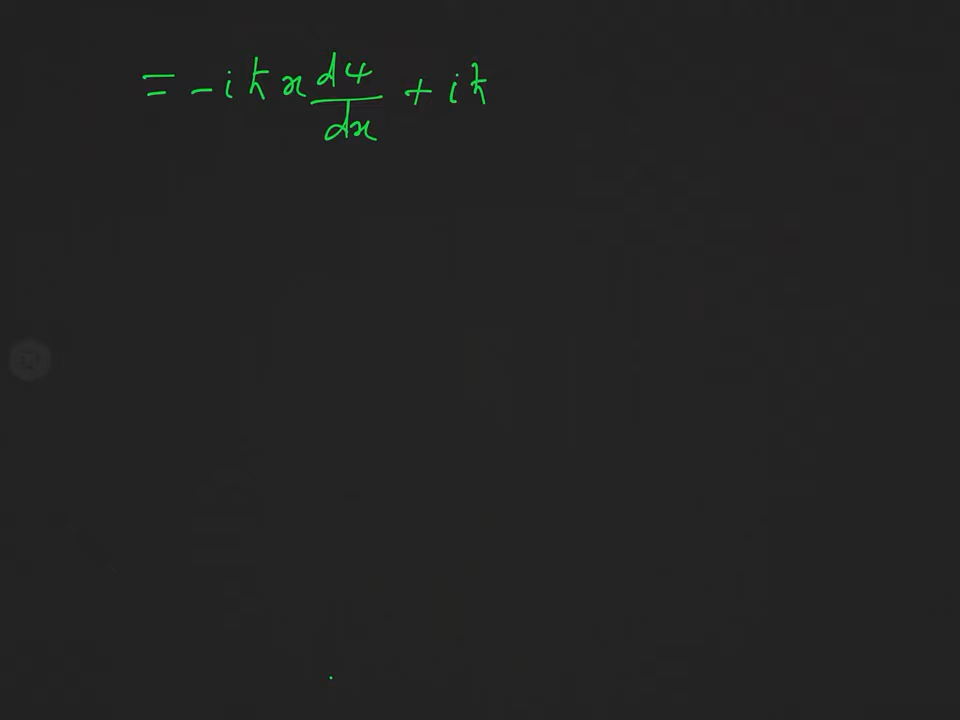 = -iħx dψ/dx + iħ